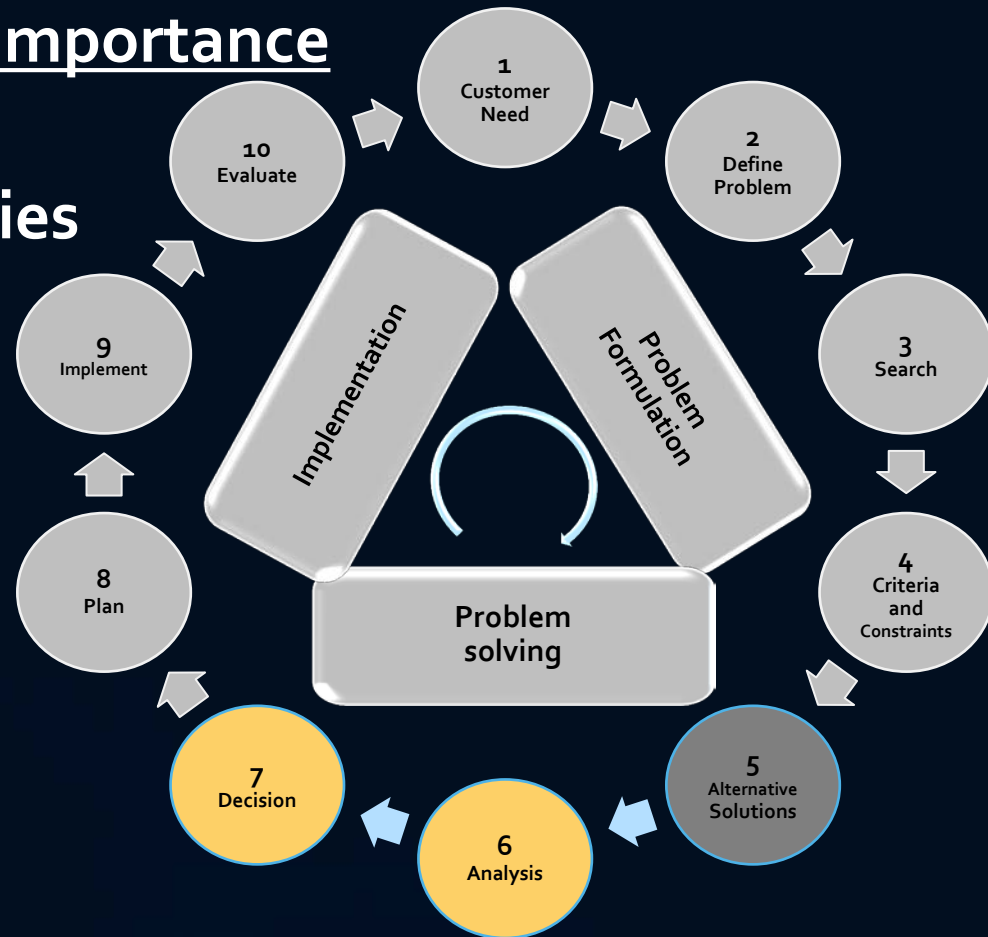 mportance
ies
1
Customer
Need
2
Define
Problem
3
Search
4
Criteria
and
Constraints
5
Alternative
Solutions
6
Analysis
7
Decision
8
Plan
9
Implement
10
Evaluate
Implementation
Problem
Formulation
Problem
solving